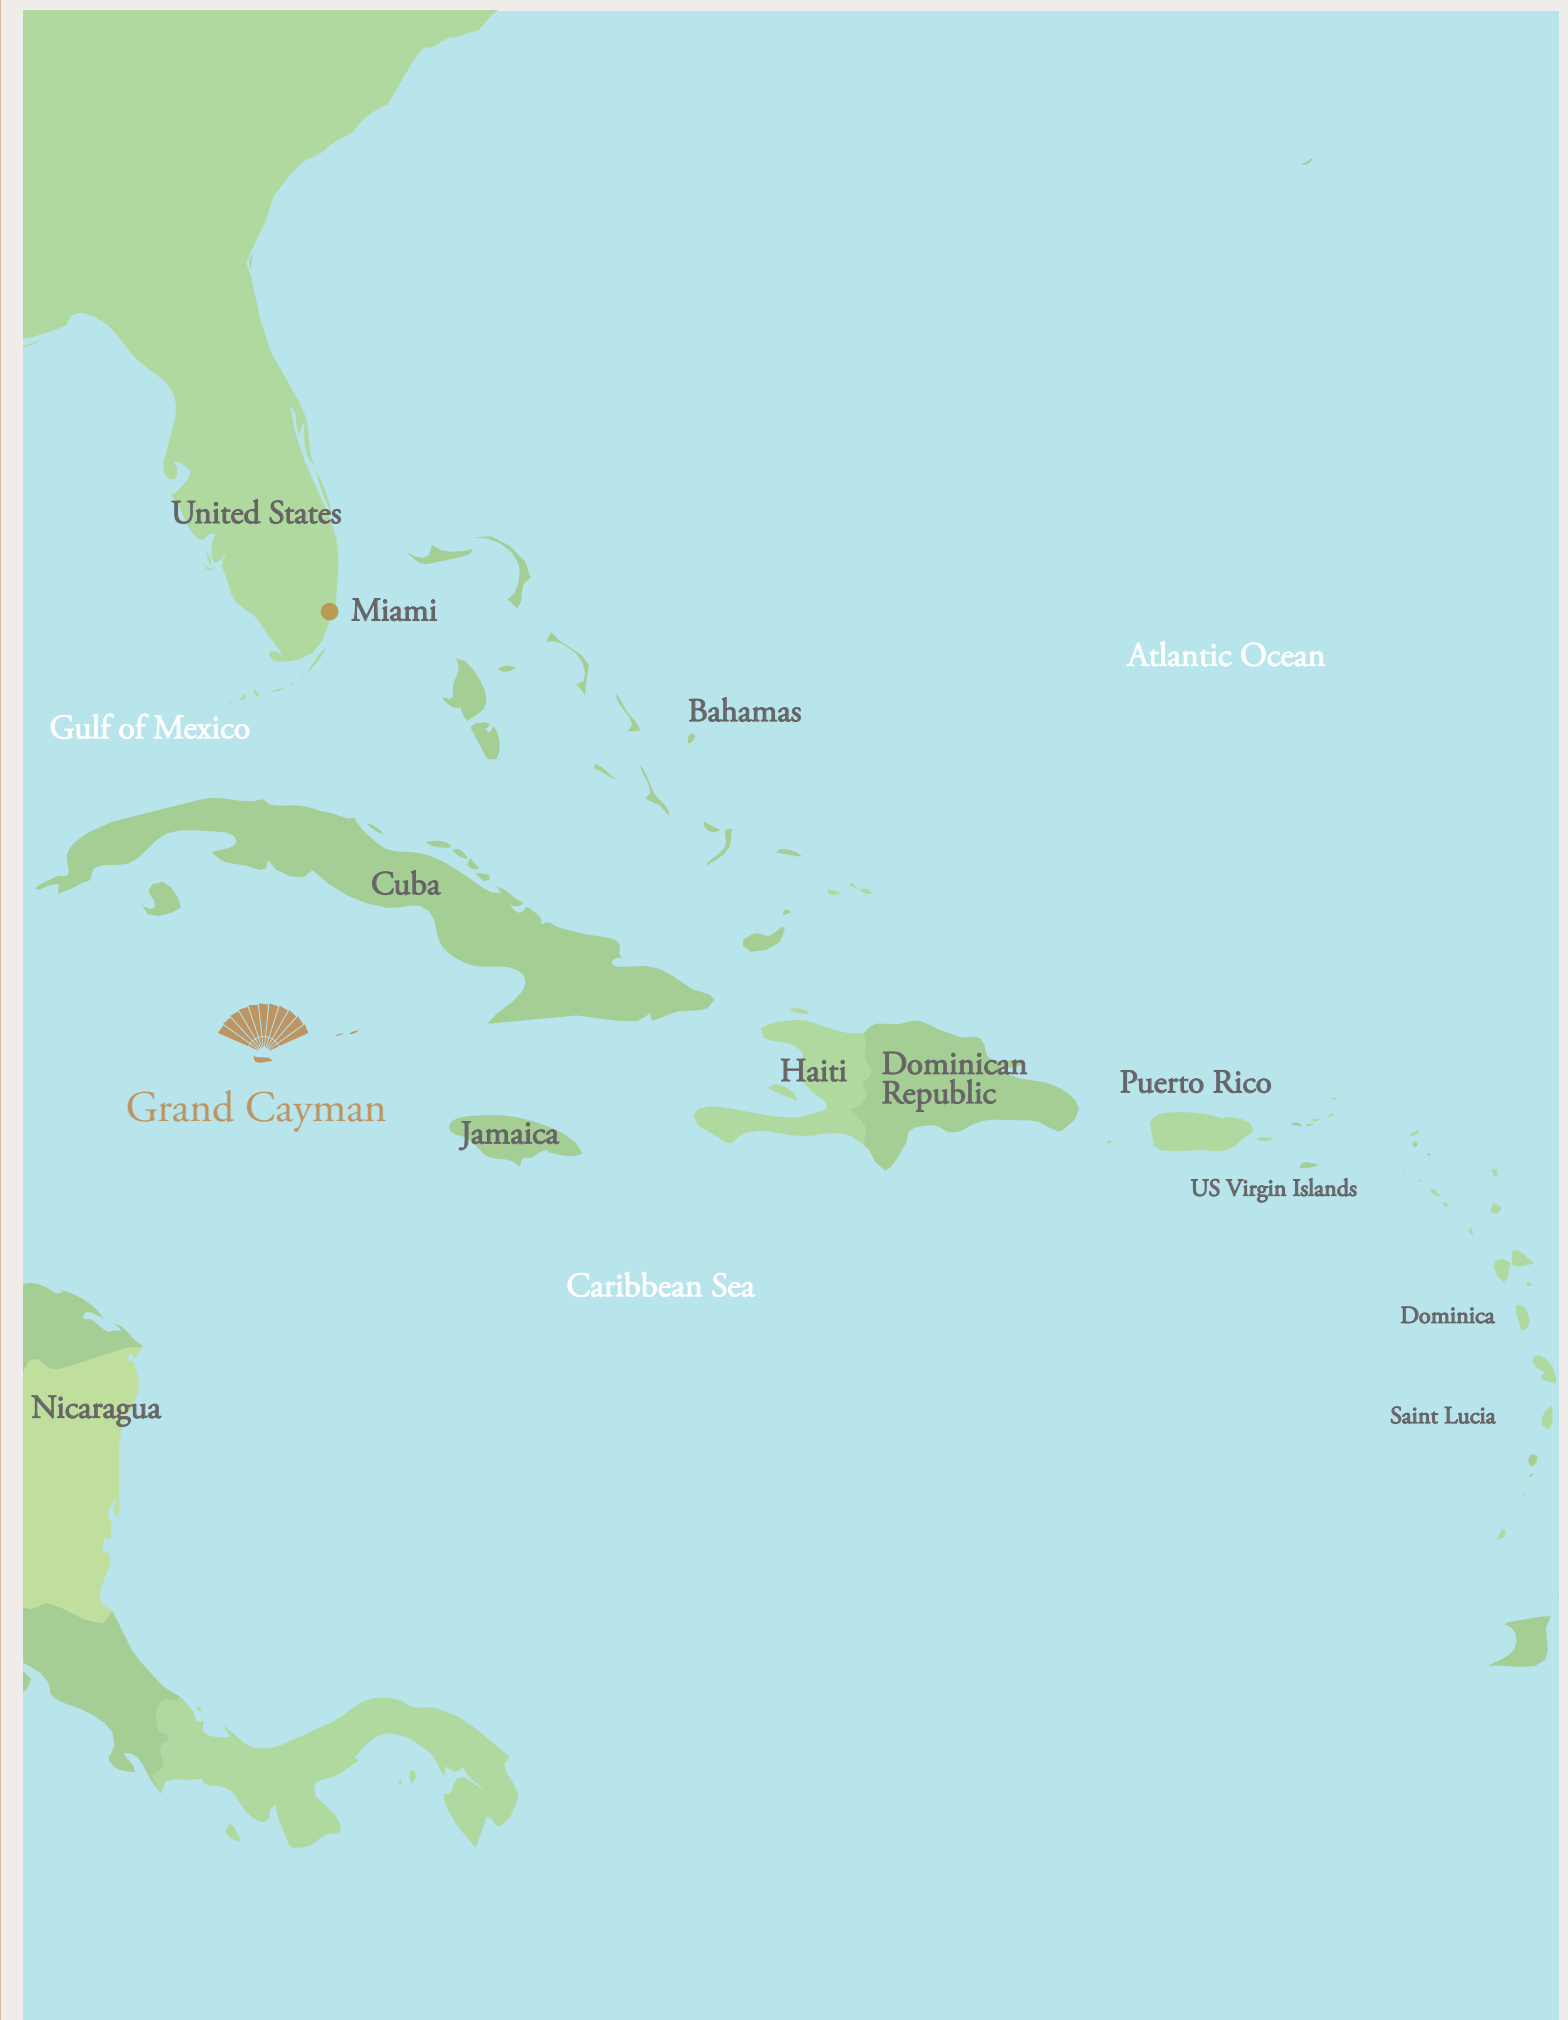 United States
Miami
Atlantic Ocean
Bahamas
Gulf of Mexico
Cuba
Haiti
Dominican
Republic
Puerto Rico
Grand Cayman
Jamaica
US Virgin Islands
Caribbean Sea
Dominica
Nicaragua
Saint Lucia